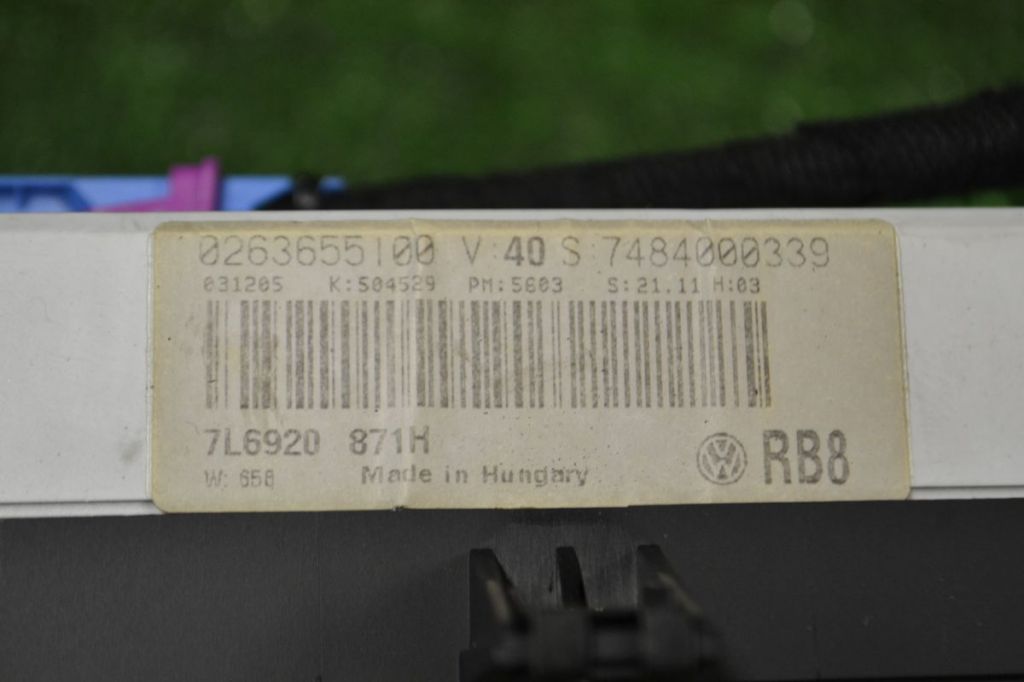 0263655100 V:40 S:7484000339
031205 K:504529 PM:5603 S:21.11 H:03
7L6920 871H
RB8
W: 658 Made in Hungary